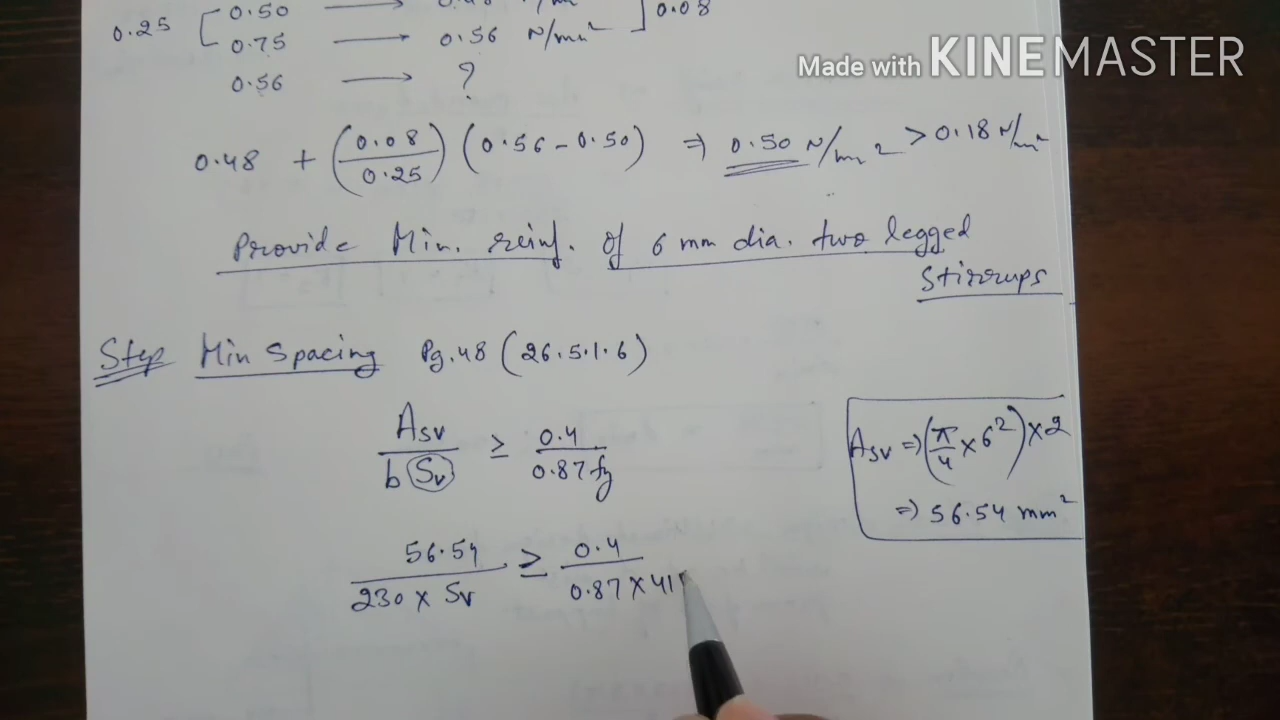 0.25 [ 0.50 →
0.75 → 0.56 N/mm² ] 0.08
0.56 → ?
Made with KINEMASTER
0.48 + (0.08/0.25) (0.56 - 0.50) ⇒ 0.50 N/mm² > 0.18 N/mm²
Provide Min. reinf. of 6 mm dia. two legged
Stirrups
Step Min Spacing Pg.48 (26.5.1.6)
Asv/(b Sv) ≥ 0.4/(0.87fy)
Asv ⇒ (π/4 × 6²) × 2
⇒ 56.54 mm²
56.54/(230 × Sv) ≥ 0.4/(0.87 × 41